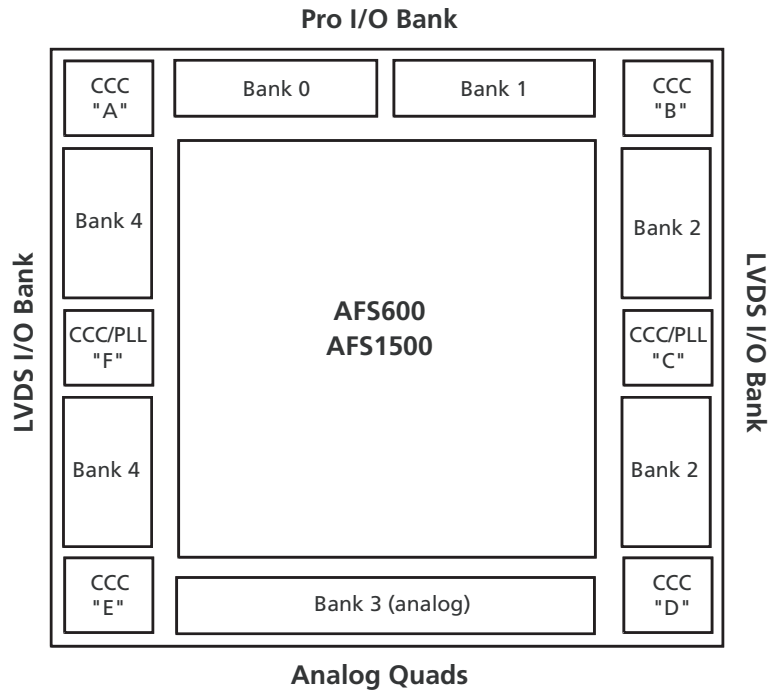 Pro I/O Bank
CCC
"A"
Bank 0
Bank 1
CCC
"B"
Bank 4
Bank 2
LVDS I/O Bank
AFS600
AFS1500
LVDS I/O Bank
CCC/PLL
"F"
CCC/PLL
"C"
Bank 4
Bank 2
CCC
"E"
Bank 3 (analog)
CCC
"D"
Analog Quads